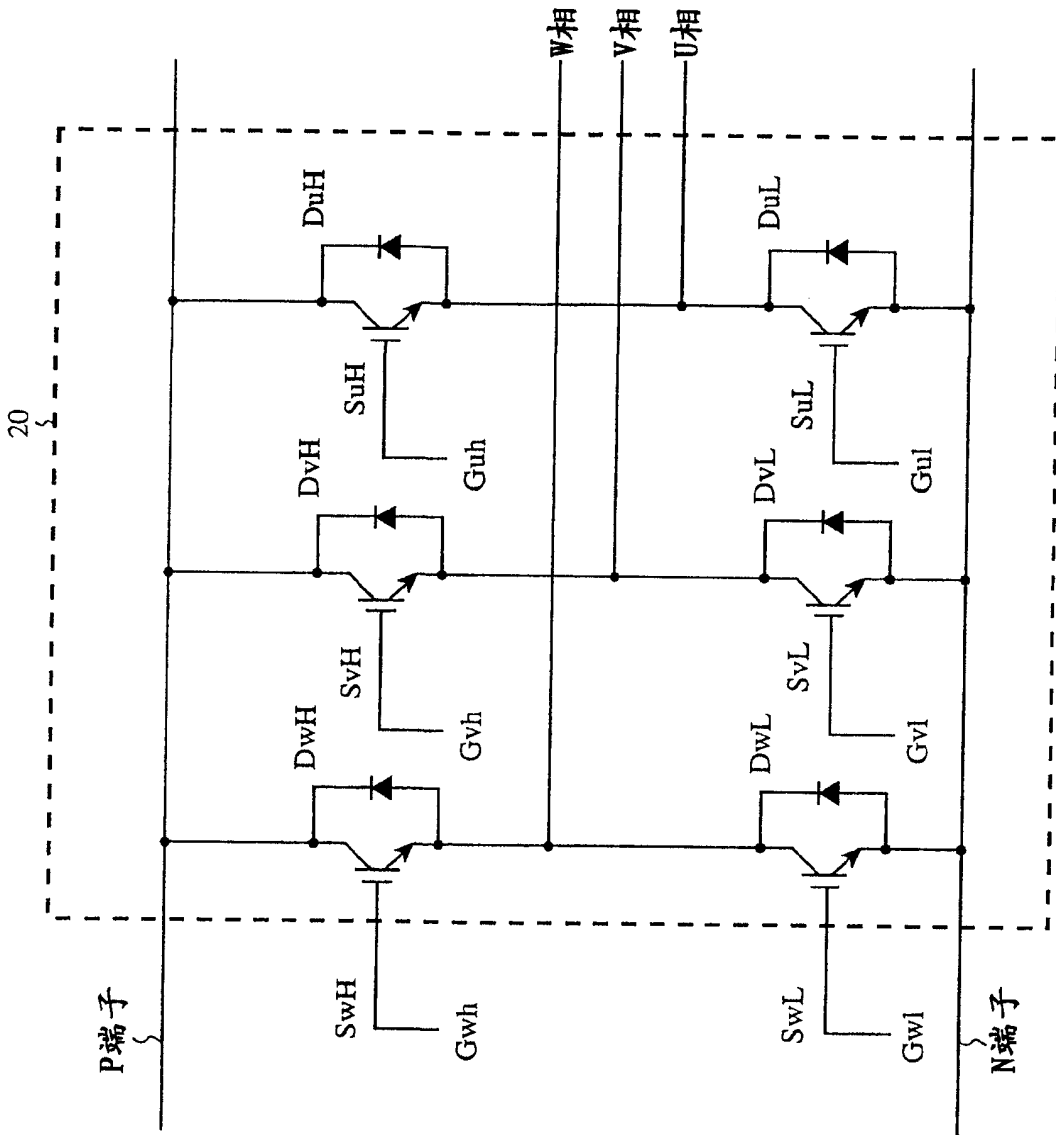 20
W相
V相
U相
DuH
SuH
Guh
DvH
SvH
Gvh
DwH
SwH
Gwh
P端子
DuL
SuL
Gul
DvL
SvL
Gvl
DwL
SwL
Gwl
N端子